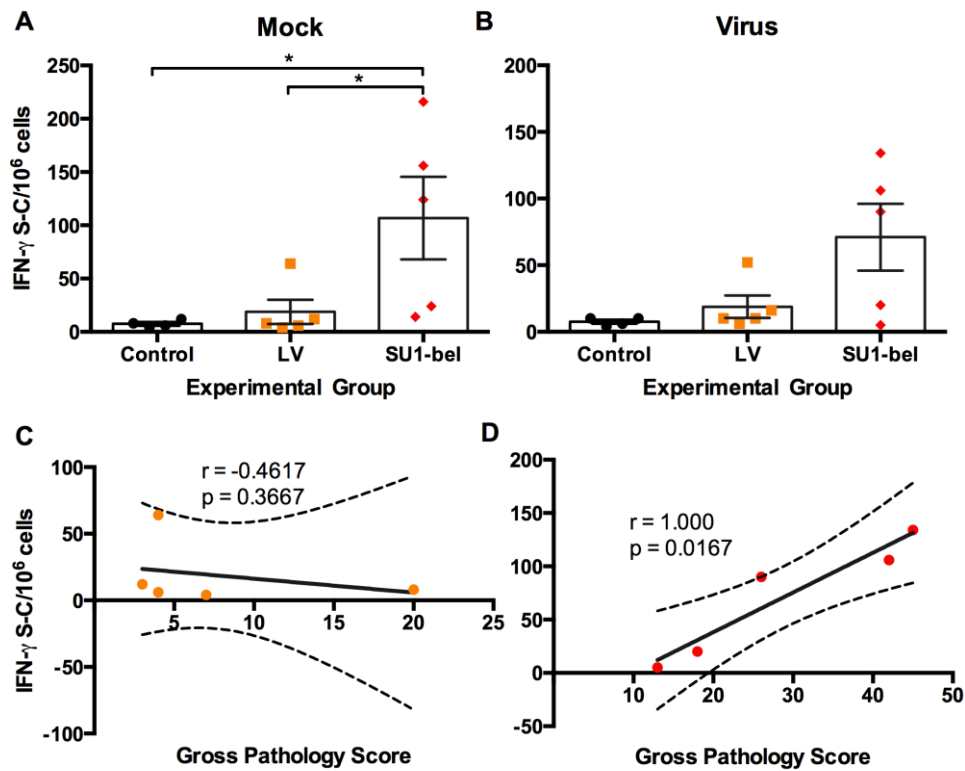 A
Mock
B
Virus
IFN-γ S-C/10⁶ cells
250
200
150
100
50
0
*
*
Control
LV
SU1-bel
Experimental Group
200
150
100
50
0
Control
LV
SU1-bel
Experimental Group
C
IFN-γ S-C/10⁶ cells
100
50
0
-50
-100
r = -0.4617
p = 0.3667
5
10
15
20
25
Gross Pathology Score
D
200
150
100
50
0
-50
r = 1.000
p = 0.0167
10
20
30
40
50
Gross Pathology Score